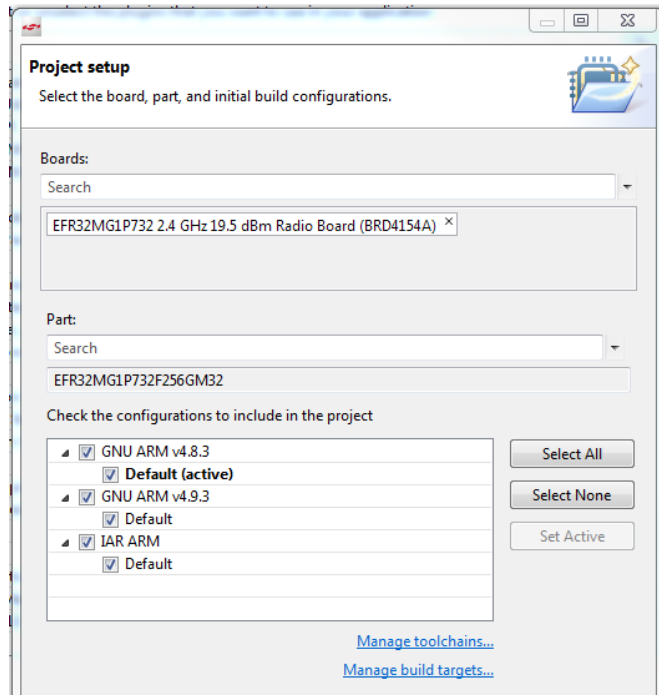 Project setup
Select the board, part, and initial build configurations.
Boards:
Search
EFR32MG1P732 2.4 GHz 19.5 dBm Radio Board (BRD4154A) ×
Part:
Search
EFR32MG1P732F256GM32
Check the configurations to include in the project
GNU ARM v4.8.3
Default (active)
GNU ARM v4.9.3
Default
IAR ARM
Default
Select All
Select None
Set Active
Manage toolchains...
Manage build targets...